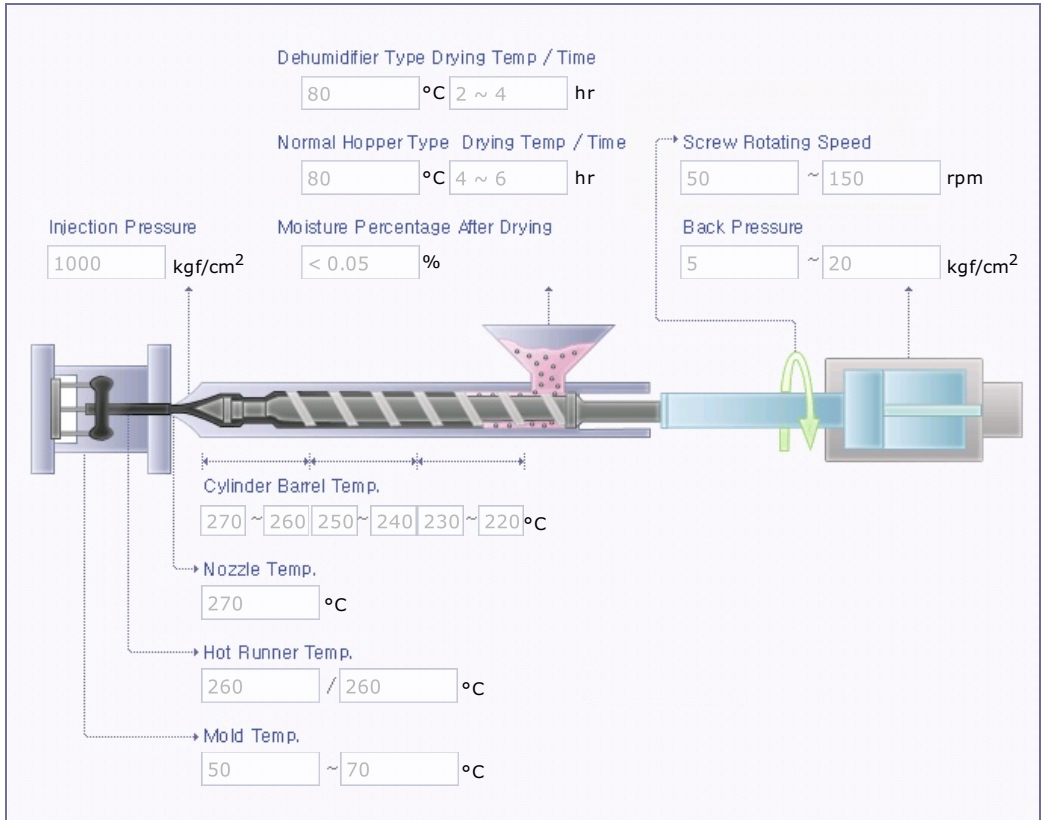 Dehumidifier Type Drying Temp / Time
80 °C 2 ~ 4 hr
Normal Hopper Type Drying Temp / Time
80 °C 4 ~ 6 hr
Screw Rotating Speed
50 ~ 150 rpm
Injection Pressure
1000 kgf/cm²
Moisture Percentage After Drying
< 0.05 %
Back Pressure
5 ~ 20 kgf/cm²
Cylinder Barrel Temp.
270 ~ 260 250 ~ 240 230 ~ 220 °C
Nozzle Temp.
270 °C
Hot Runner Temp.
260 / 260 °C
Mold Temp.
50 ~ 70 °C